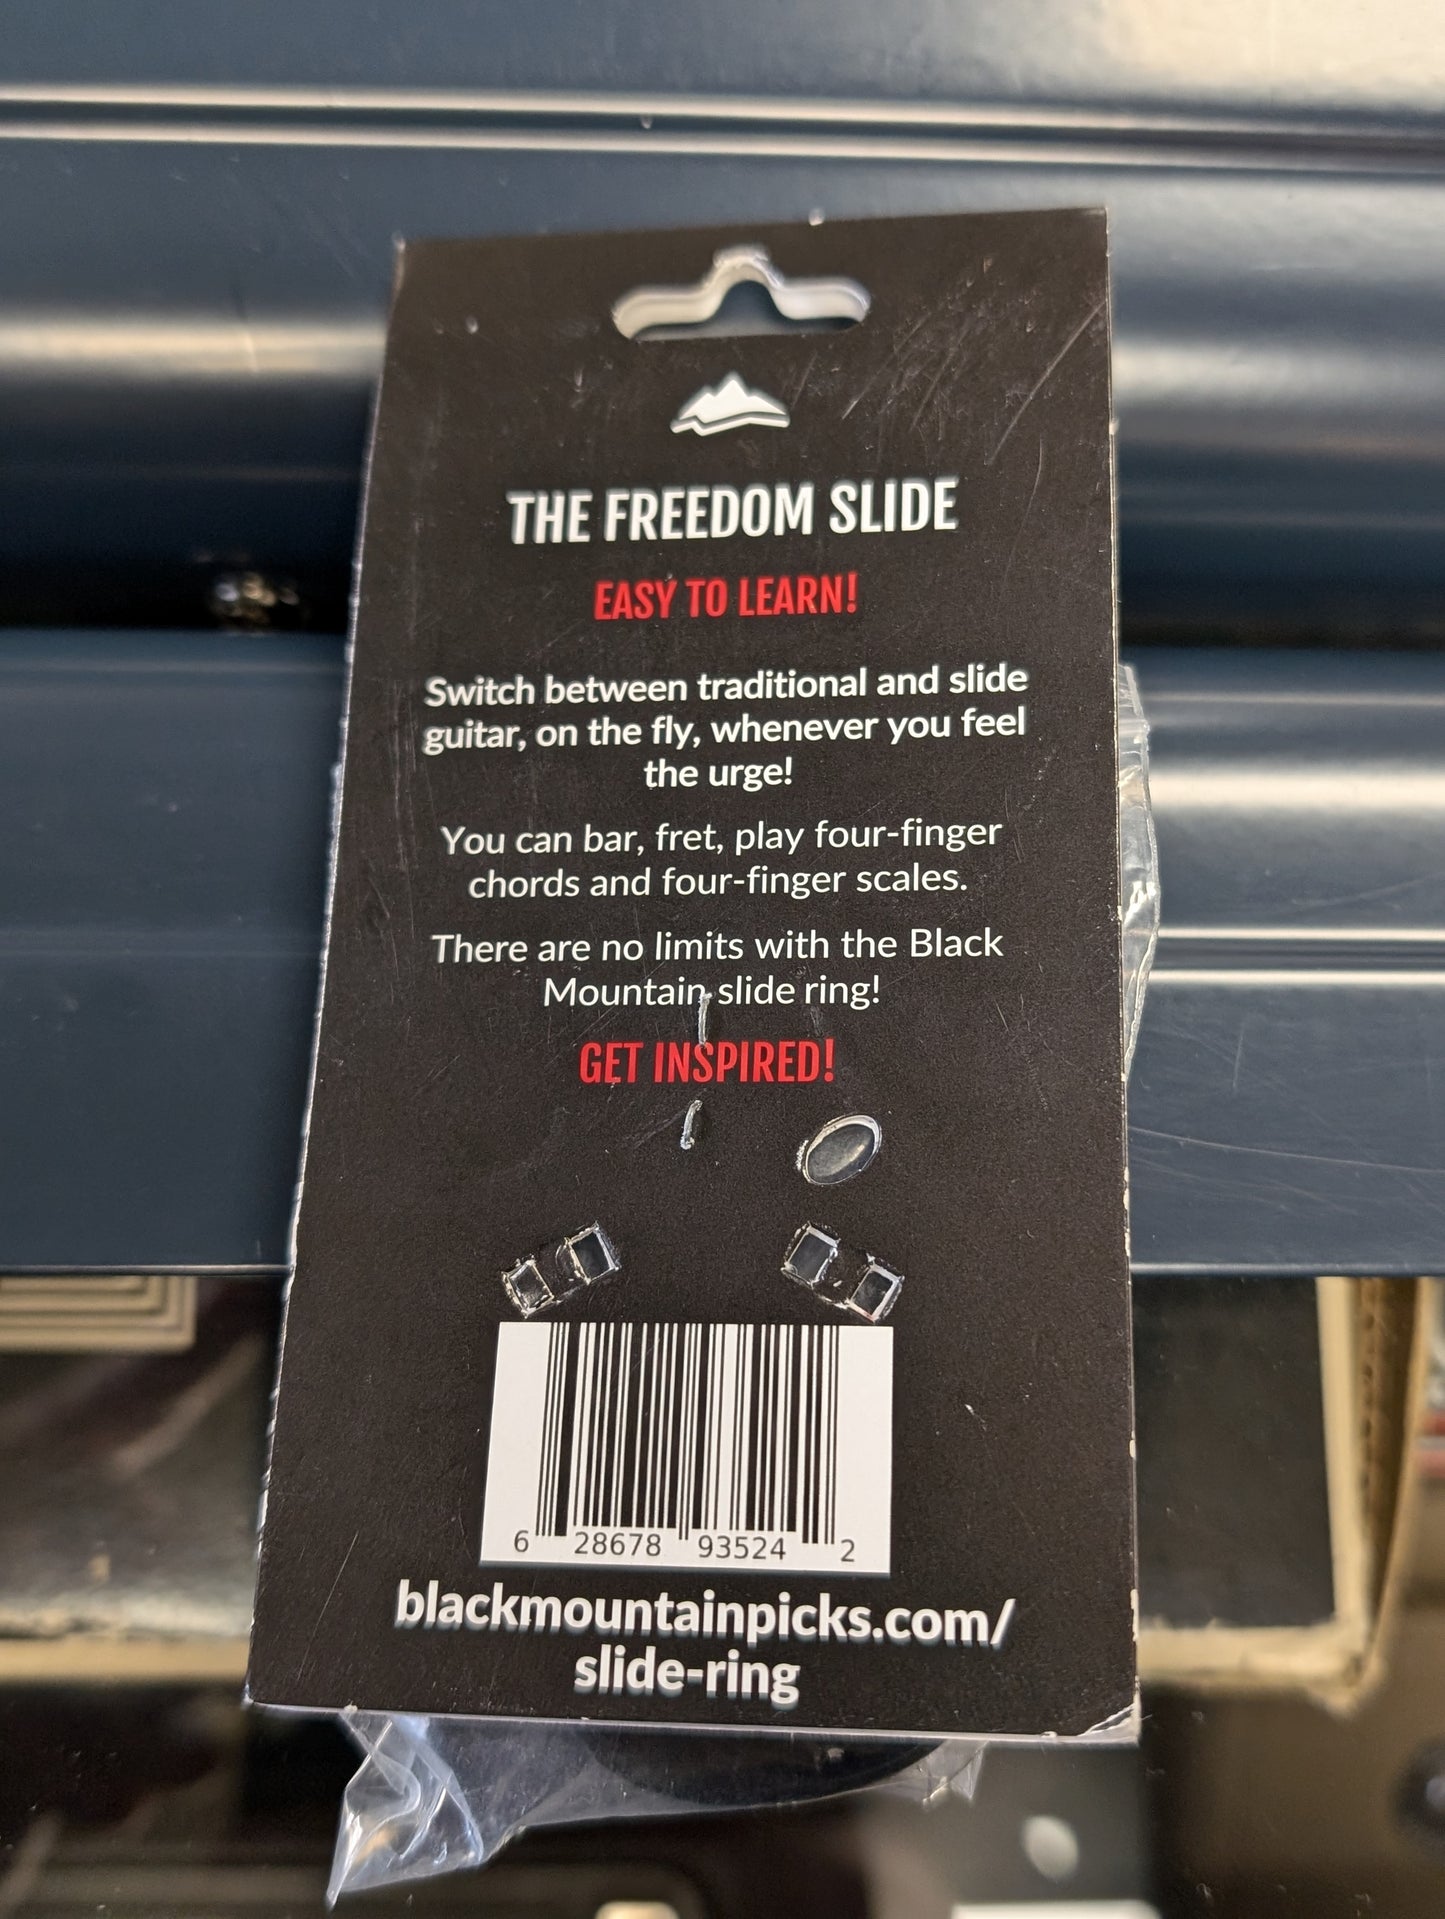 THE FREEDOM SLIDE
EASY TO LEARN!
Switch between traditional and slide
guitar, on the fly, whenever you feel
the urge!
You can bar, fret, play four-finger
chords and four-finger scales.
There are no limits with the Black
Mountain slide ring!
GET INSPIRED!
6 28678 93524 2
blackmountainpicks.com/
slide-ring